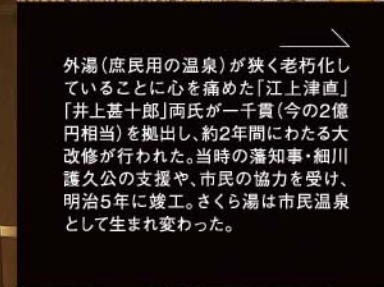 外湯(庶民用の温泉)が狭く老朽化し
ていることに心を痛めた「江上津直」
「井上甚十郎」両氏が一千貫(今の2億
円相当)を拠出し、約2年間にわたる大
改修が行われた。当時の藩知事・細川
護久公の支援や、市民の協力を受け、
明治5年に竣工。さくら湯は市民温泉
として生まれ変わった。